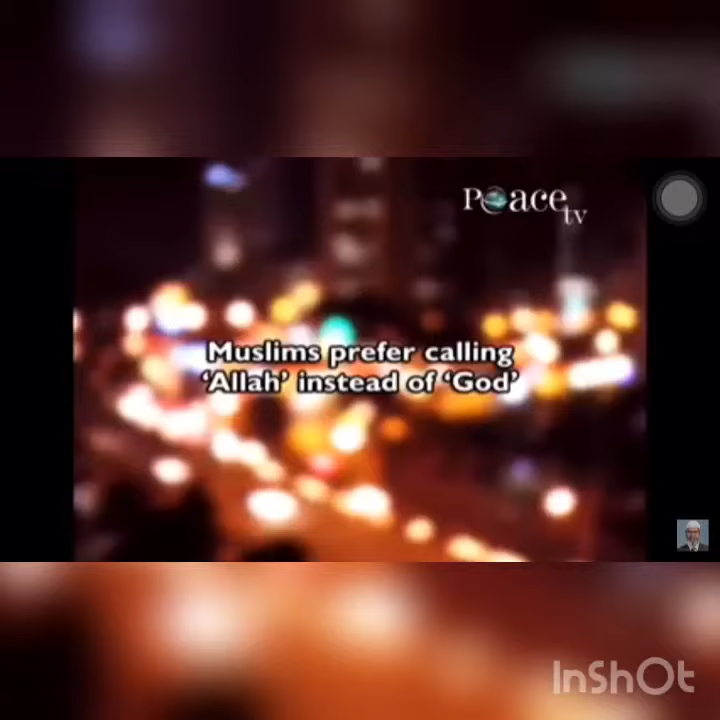 Peace tv
Muslims prefer calling
‘Allah’ instead of ‘God’
InShOt